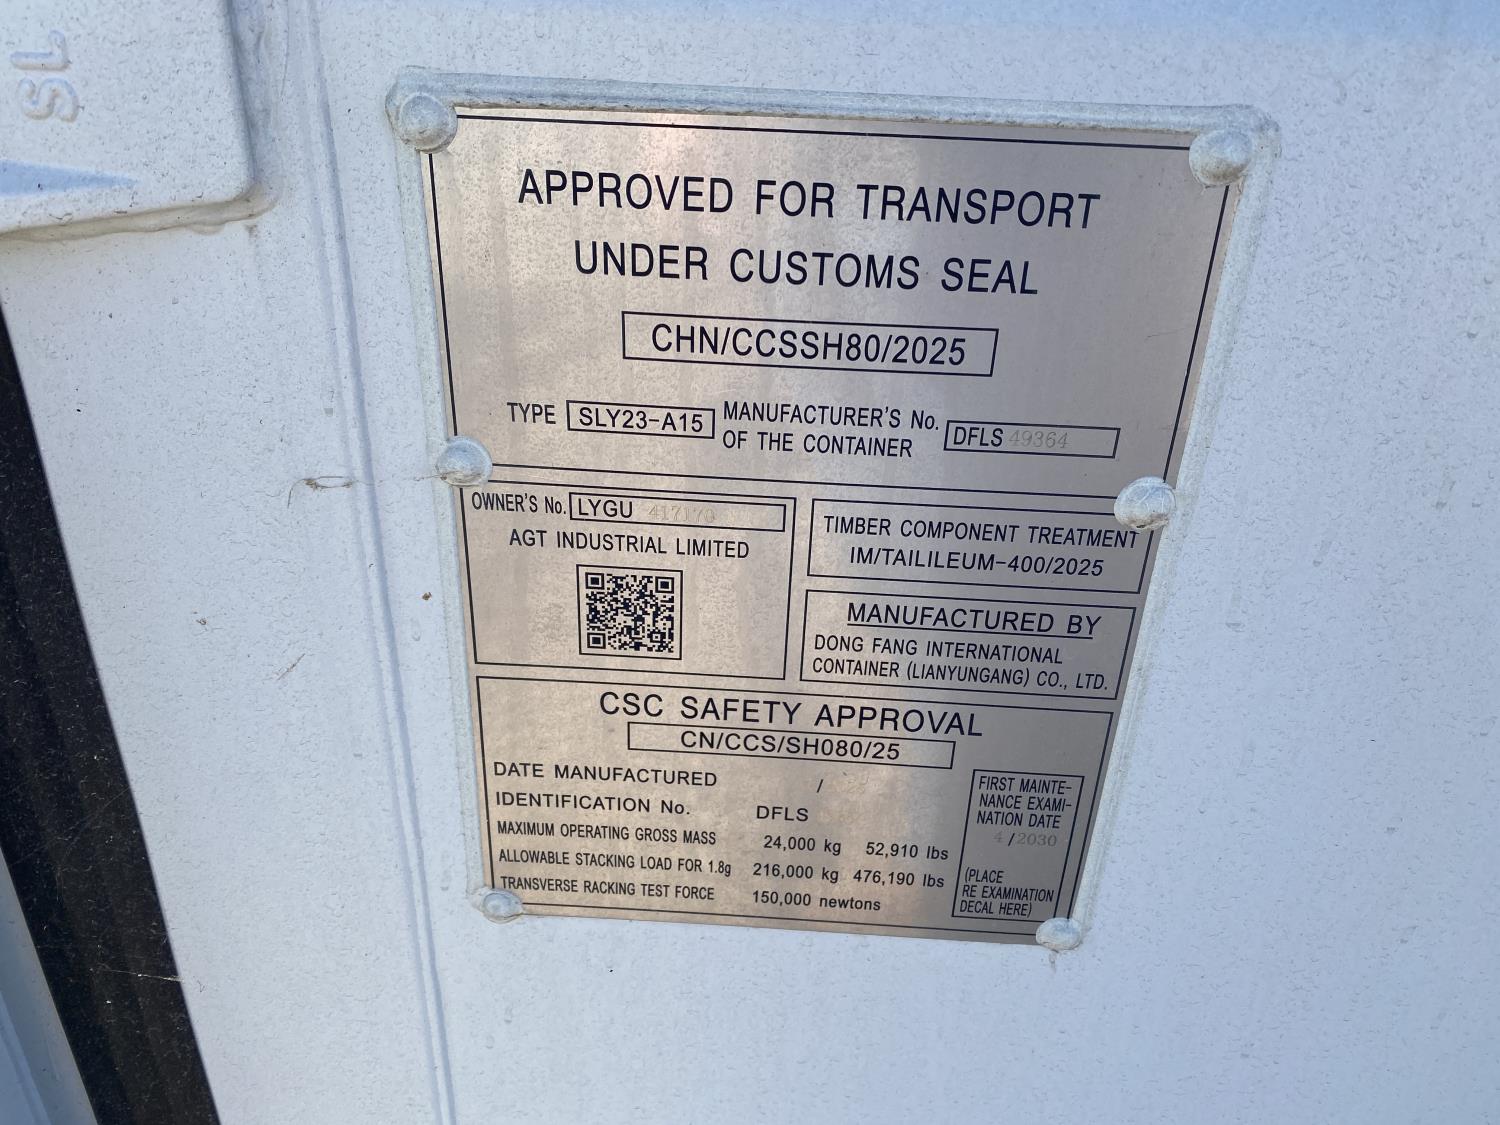 SL
APPROVED FOR TRANSPORT
UNDER CUSTOMS SEAL
CHN/CCSSH80/2025
TYPE SLY23-A15 MANUFACTURER'S No. OF THE CONTAINER DFLS 49364
OWNER'S No. LYGU
AGT INDUSTRIAL LIMITED
TIMBER COMPONENT TREATMENT
IM/TAILILEUM-400/2025
MANUFACTURED BY
DONG FANG INTERNATIONAL
CONTAINER (LIANYUNGANG) CO., LTD.
CSC SAFETY APPROVAL
CN/CCS/SH080/25
DATE MANUFACTURED /
IDENTIFICATION No. DFLS
MAXIMUM OPERATING GROSS MASS 24,000 kg 52,910 lbs
ALLOWABLE STACKING LOAD FOR 1.8g 216,000 kg 476,190 lbs
TRANSVERSE RACKING TEST FORCE 150,000 newtons
FIRST MAINTE-
NANCE EXAMI-
NATION DATE
4/2030
(PLACE
RE EXAMINATION
DECAL HERE)